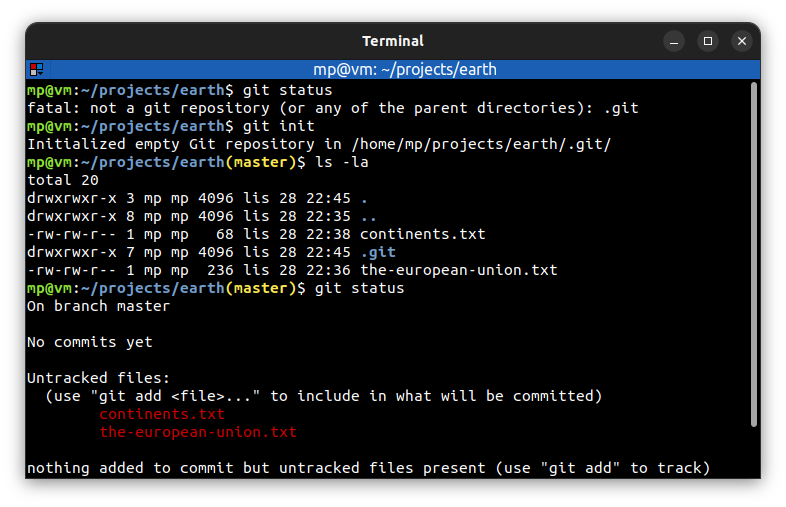 Terminal
mp@vm: ~/projects/earth
mp@vm:~/projects/earth$ git status
fatal: not a git repository (or any of the parent directories): .git
mp@vm:~/projects/earth$ git init
Initialized empty Git repository in /home/mp/projects/earth/.git/
mp@vm:~/projects/earth(master)$ ls -la
total 20
drwxrwxr-x 3 mp mp 4096 lis 28 22:45 .
drwxrwxr-x 8 mp mp 4096 lis 28 22:35 ..
-rw-rw-r-- 1 mp mp   68 lis 28 22:38 continents.txt
drwxrwxr-x 7 mp mp 4096 lis 28 22:45 .git
-rw-rw-r-- 1 mp mp  236 lis 28 22:36 the-european-union.txt
mp@vm:~/projects/earth(master)$ git status
On branch master
No commits yet
Untracked files:
  (use "git add <file>..." to include in what will be committed)
        continents.txt
        the-european-union.txt
nothing added to commit but untracked files present (use "git add" to track)